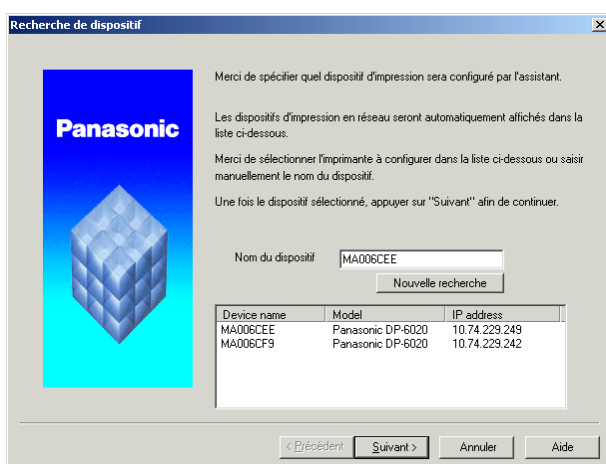 Recherche de dispositif
Panasonic
Merci de spécifier quel dispositif d'impression sera configuré par l'assistant.
Les dispositifs d'impression en réseau seront automatiquement affichés dans la
liste ci-dessous.
Merci de sélectionner l'imprimante à configurer dans la liste ci-dessous ou saisir
manuellement le nom du dispositif.
Une fois le dispositif sélectionné, appuyer sur "Suivant" afin de continuer.
Nom du dispositif MA006CEE
Nouvelle recherche
Device name Model IP address
MA006CEE Panasonic DP-6020 10.74.229.249
MA006CF9 Panasonic DP-6020 10.74.229.242
< Précédent Suivant > Annuler Aide